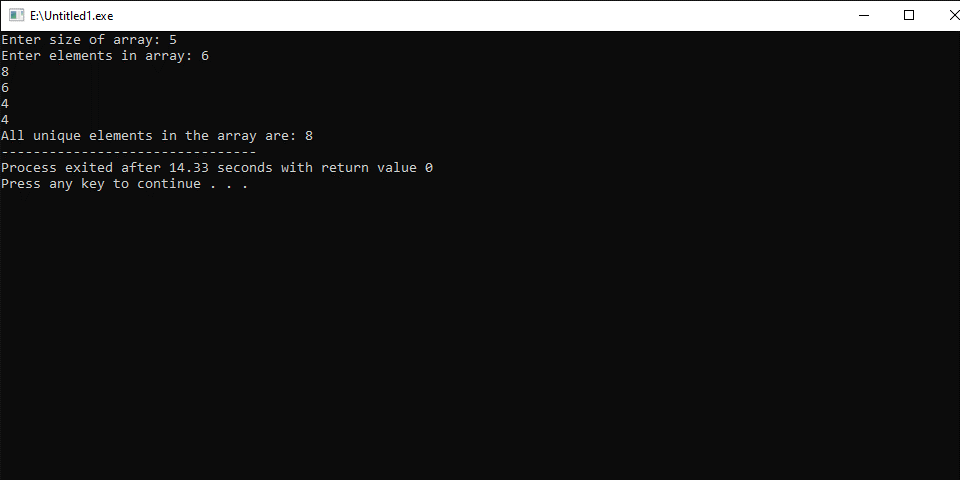 E:\Untitled1.exe
Enter size of array: 5
Enter elements in array: 6
8
6
4
4
All unique elements in the array are: 8
--------------------------------
Process exited after 14.33 seconds with return value 0
Press any key to continue . . .